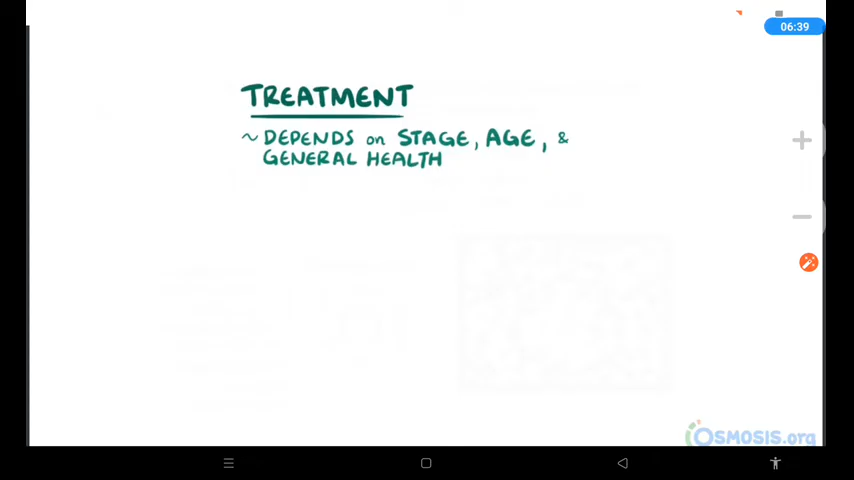 06:39
TREATMENT
~ DEPENDS on STAGE, AGE, &
GENERAL HEALTH
OSMOSIS.org